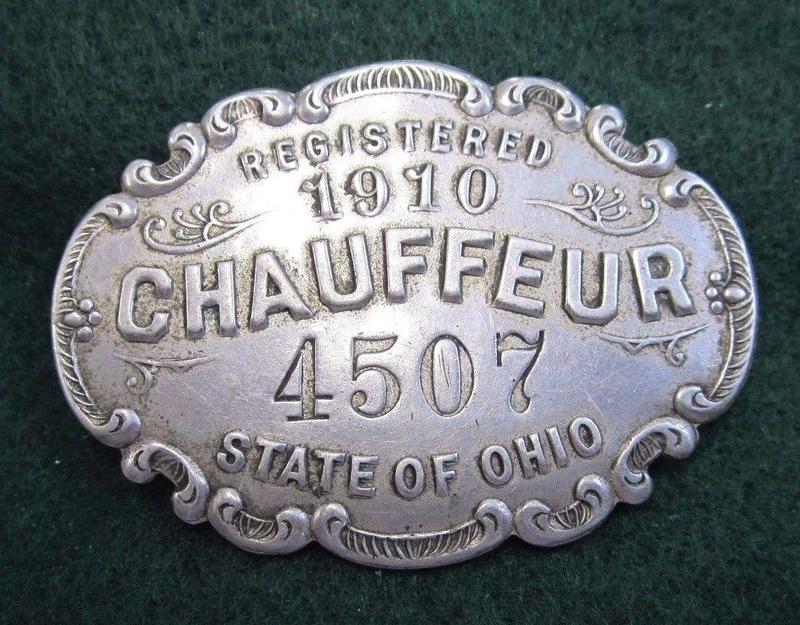 REGISTERED
1910
CHAUFFEUR
4507
STATE OF OHIO